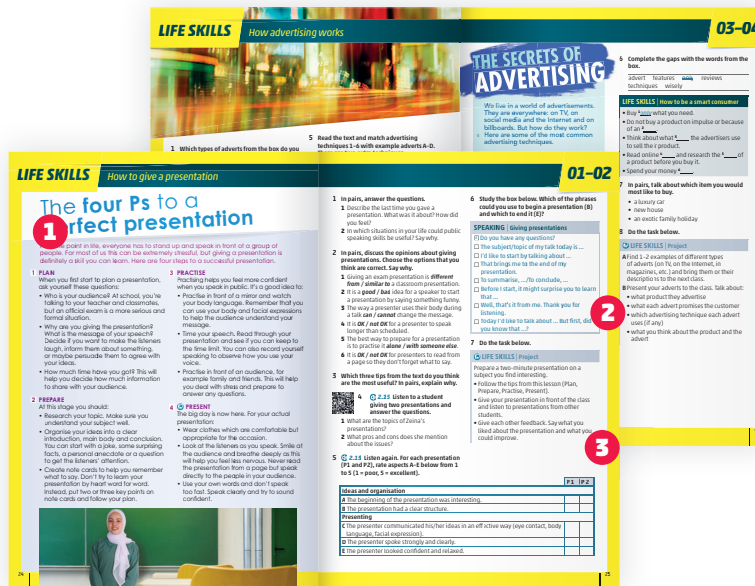 LIFE SKILLS How advertising works
03-04
THE SECRETS OF
ADVERTISING
We live in a world of advertisements.
They are everywhere: on TV, on
social media and the Internet and on
billboards. But how do they work?
Here are some of the most common
advertising techniques.
1 Which types of adverts from the box do you
5 Read the text and match advertising
techniques 1-6 with example adverts A-D.
6 Complete the gaps with the words from the
box.
advert features only reviews
techniques wisely
LIFE SKILLS How to be a smart consumer
• Buy only what you need.
• Do not buy a product on impulse or because
of an
• Think about what the advertisers use
to sell the product.
• Read online and research the of
a product before you buy it.
• Spend your money
7 In pairs, talk about which item you would
most like to buy.
• a luxury car
• new house
• an exotic family holiday
8 Do the task below.
LIFE SKILLS Project
A Find 1-2 examples of different types
of adverts (on TV, on the Internet, in
magazines, etc.) and bring them or their
descriptions to the next class.
B Present your adverts to the class. Talk about:
• what product they advertise
• what each advert promises the customer
• which advertising technique each advert
uses (if any)
• what you think about the product and the
advert
LIFE SKILLS How to give a presentation
01-02
The four Ps to a
perfect presentation
1
point in life, everyone has to stand up and speak in front of a group of
people. For most of us this can be extremely stressful, but giving a presentation is
definitely a skill you can learn. Here are four steps to a successful presentation.
1 PLAN
When you first start to plan a presentation,
ask yourself these questions:
• Who is your audience? At school, you're
talking to your teacher and classmates,
but an official exam is a more serious and
formal situation.
• Why are you giving the presentation?
What is the message of your speech?
Decide if you want to make the listeners
laugh, inform them about something,
or maybe persuade them to agree with
your ideas.
• How much time have you got? This will
help you decide how much information
to share with your audience.
2 PREPARE
At this stage you should:
• Research your topic. Make sure you
understand your subject well.
• Organise your ideas into a clear
introduction, main body and conclusion.
You can start with a joke, some surprising
facts, a personal anecdote or a question
to get the listeners' attention.
• Create note cards to help you remember
what to say. Don't try to learn your
presentation by heart word for word.
Instead, put two or three key points on
note cards and follow your plan.
3 PRACTISE
Practising helps you feel more confident
when you speak in public. It's a good idea to:
• Practise in front of a mirror and watch
your body language. Remember that you
can use your body and facial expressions
to help the audience understand your
message.
• Time your speech. Read through your
presentation and see if you can keep to
the time limit. You can also record yourself
speaking to observe how you use your
voice.
• Practise in front of an audience, for
example family and friends. This will help
you deal with stress and prepare to
answer any questions.
4 PRESENT
The big day is now here. For your actual
presentation:
• Wear clothes which are comfortable but
appropriate for the occasion.
• Look at the listeners as you speak. Smile at
the audience and breathe deeply as this
will help you feel less nervous. Never read
the presentation from a page but speak
directly to the people in your audience.
• Use your own words and don't speak
too fast. Speak clearly and try to sound
confident.
24
1 In pairs, answer the questions.
1 Describe the last time you gave a
presentation. What was it about? How did
you feel?
2 In which situations in your life could public
speaking skills be useful? Say why.
2 In pairs, discuss the opinions about giving
presentations. Choose the options that you
think are correct. Say why.
1 Giving an exam presentation is different
from / similar to a classroom presentation.
2 It is a good / bad idea for a speaker to start
a presentation by saying something funny.
3 The way a presenter uses their body during
a talk can / cannot change the message.
4 It is OK / not OK for a presenter to speak
longer than scheduled.
5 The best way to prepare for a presentation
is to practise it alone / with someone else.
6 It is OK / not OK for presenters to read from
a page so they don't forget what to say.
3 Which three tips from the text do you think
are the most useful? In pairs, explain why.
4 2.15 Listen to a student
giving two presentations and
answer the questions.
1 What are the topics of Zeina's
presentations?
2 What pros and cons does she mention
about the issues?
5 2.15 Listen again. For each presentation
(P1 and P2), rate aspects A-E below from 1
to 5 (1 = poor, 5 = excellent).
P1 P2
Ideas and organisation
A The beginning of the presentation was interesting.
B The presentation had a clear structure.
Presenting
C The presenter communicated his/her ideas in an effective way (eye contact, body
language, facial expression).
D The presenter spoke strongly and clearly.
E The presenter looked confident and relaxed.
6 Study the box below. Which of the phrases
could you use to begin a presentation (B)
and which to end it (E)?
SPEAKING Giving presentations
Do you have any questions?
The subject/topic of my talk today is ...
I'd like to start by talking about ...
That brings me to the end of my
presentation.
To summarise, .../To conclude, ...
Before I start, it might surprise you to learn
that ...
Well, that's it from me. Thank you for
listening.
Today I'd like to talk about ... But first, did
you know that ...?
2
7 Do the task below.
LIFE SKILLS Project
Prepare a two-minute presentation on a
subject you find interesting.
• Follow the tips from this lesson (Plan,
Prepare, Practise, Present).
• Give your presentation in front of the class
and listen to presentations from other
students.
• Give each other feedback. Say what you
liked about the presentation and what you
could improve.
3
25